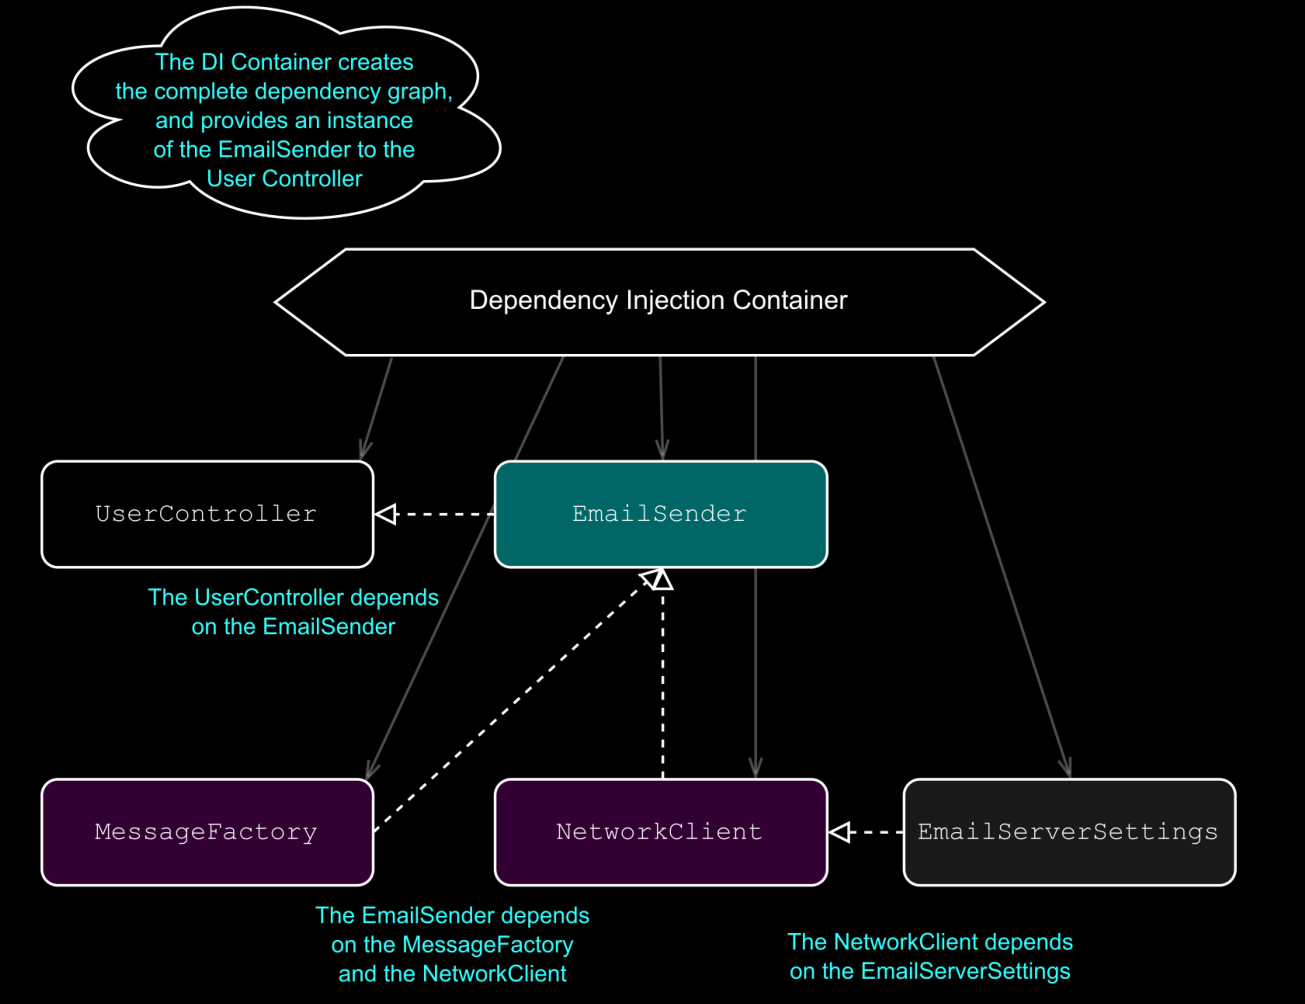 The DI Container creates
the complete dependency graph,
and provides an instance
of the EmailSender to the
User Controller
Dependency Injection Container
UserController
EmailSender
The UserController depends
on the EmailSender
MessageFactory
NetworkClient
EmailServerSettings
The EmailSender depends
on the MessageFactory
and the NetworkClient
The NetworkClient depends
on the EmailServerSettings